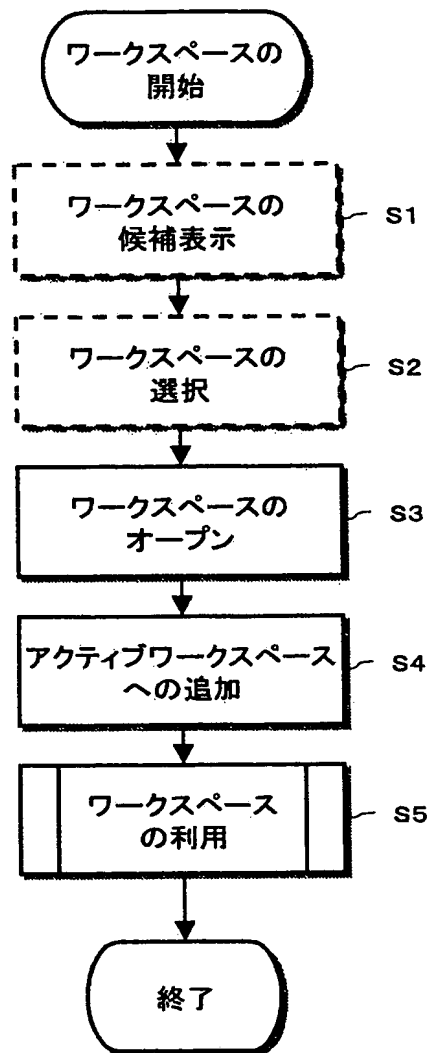 ワークスペースの
開始
ワークスペースの
候補表示
S1
ワークスペースの
選択
S2
ワークスペースの
オープン
S3
アクティブワークスペース
への追加
S4
ワークスペース
の利用
S5
終了